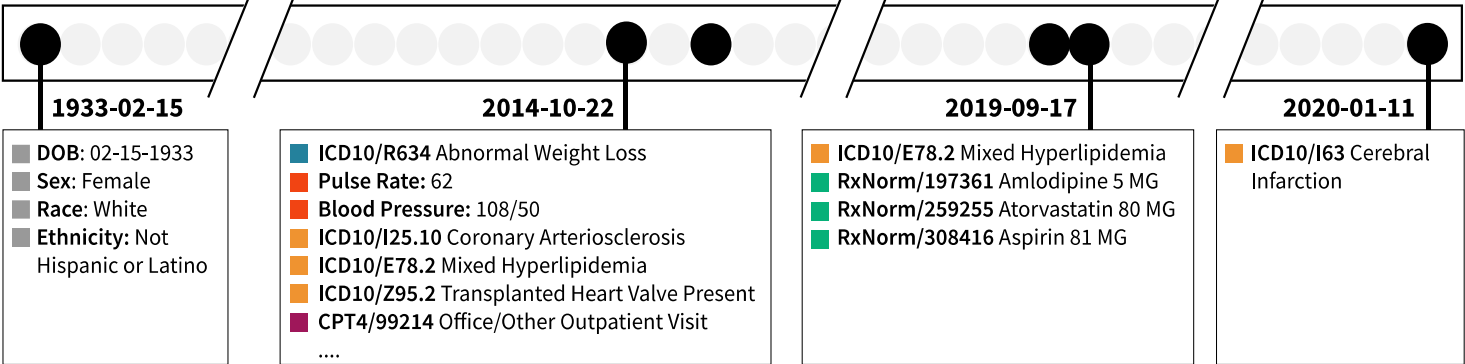 1933-02-15
DOB: 02-15-1933
Sex: Female
Race: White
Ethnicity: Not
Hispanic or Latino
2014-10-22
ICD10/R634 Abnormal Weight Loss
Pulse Rate: 62
Blood Pressure: 108/50
ICD10/I25.10 Coronary Arteriosclerosis
ICD10/E78.2 Mixed Hyperlipidemia
ICD10/Z95.2 Transplanted Heart Valve Present
CPT4/99214 Office/Other Outpatient Visit
....
2019-09-17
ICD10/E78.2 Mixed Hyperlipidemia
RxNorm/197361 Amlodipine 5 MG
RxNorm/259255 Atorvastatin 80 MG
RxNorm/308416 Aspirin 81 MG
2020-01-11
ICD10/I63 Cerebral
Infarction